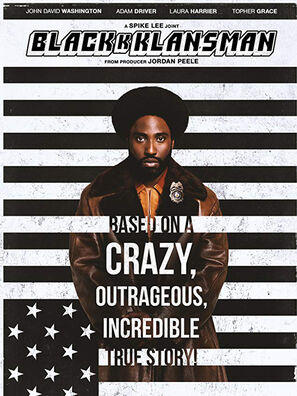 JOHN DAVID WASHINGTON ADAM DRIVER LAURA HARRIER TOPHER GRACE
A SPIKE LEE JOINT
BLACKKKLANSMAN
FROM PRODUCER JORDAN PEELE
BASED ON A
CRAZY,
OUTRAGEOUS,
INCREDIBLE
TRUE STORY!